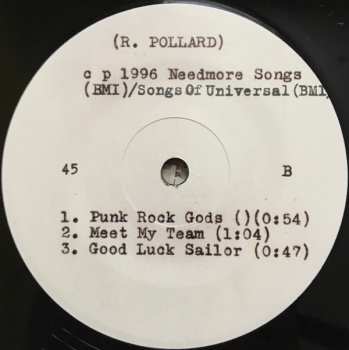 (R. POLLARD)
c p 1996 Needmore Songs
(BMI)/Songs Of Universal (BMI)
45
B
1. Punk Rock Gods ()(0:54)
2. Meet My Team (1:04)
3. Good Luck Sailor (0:47)